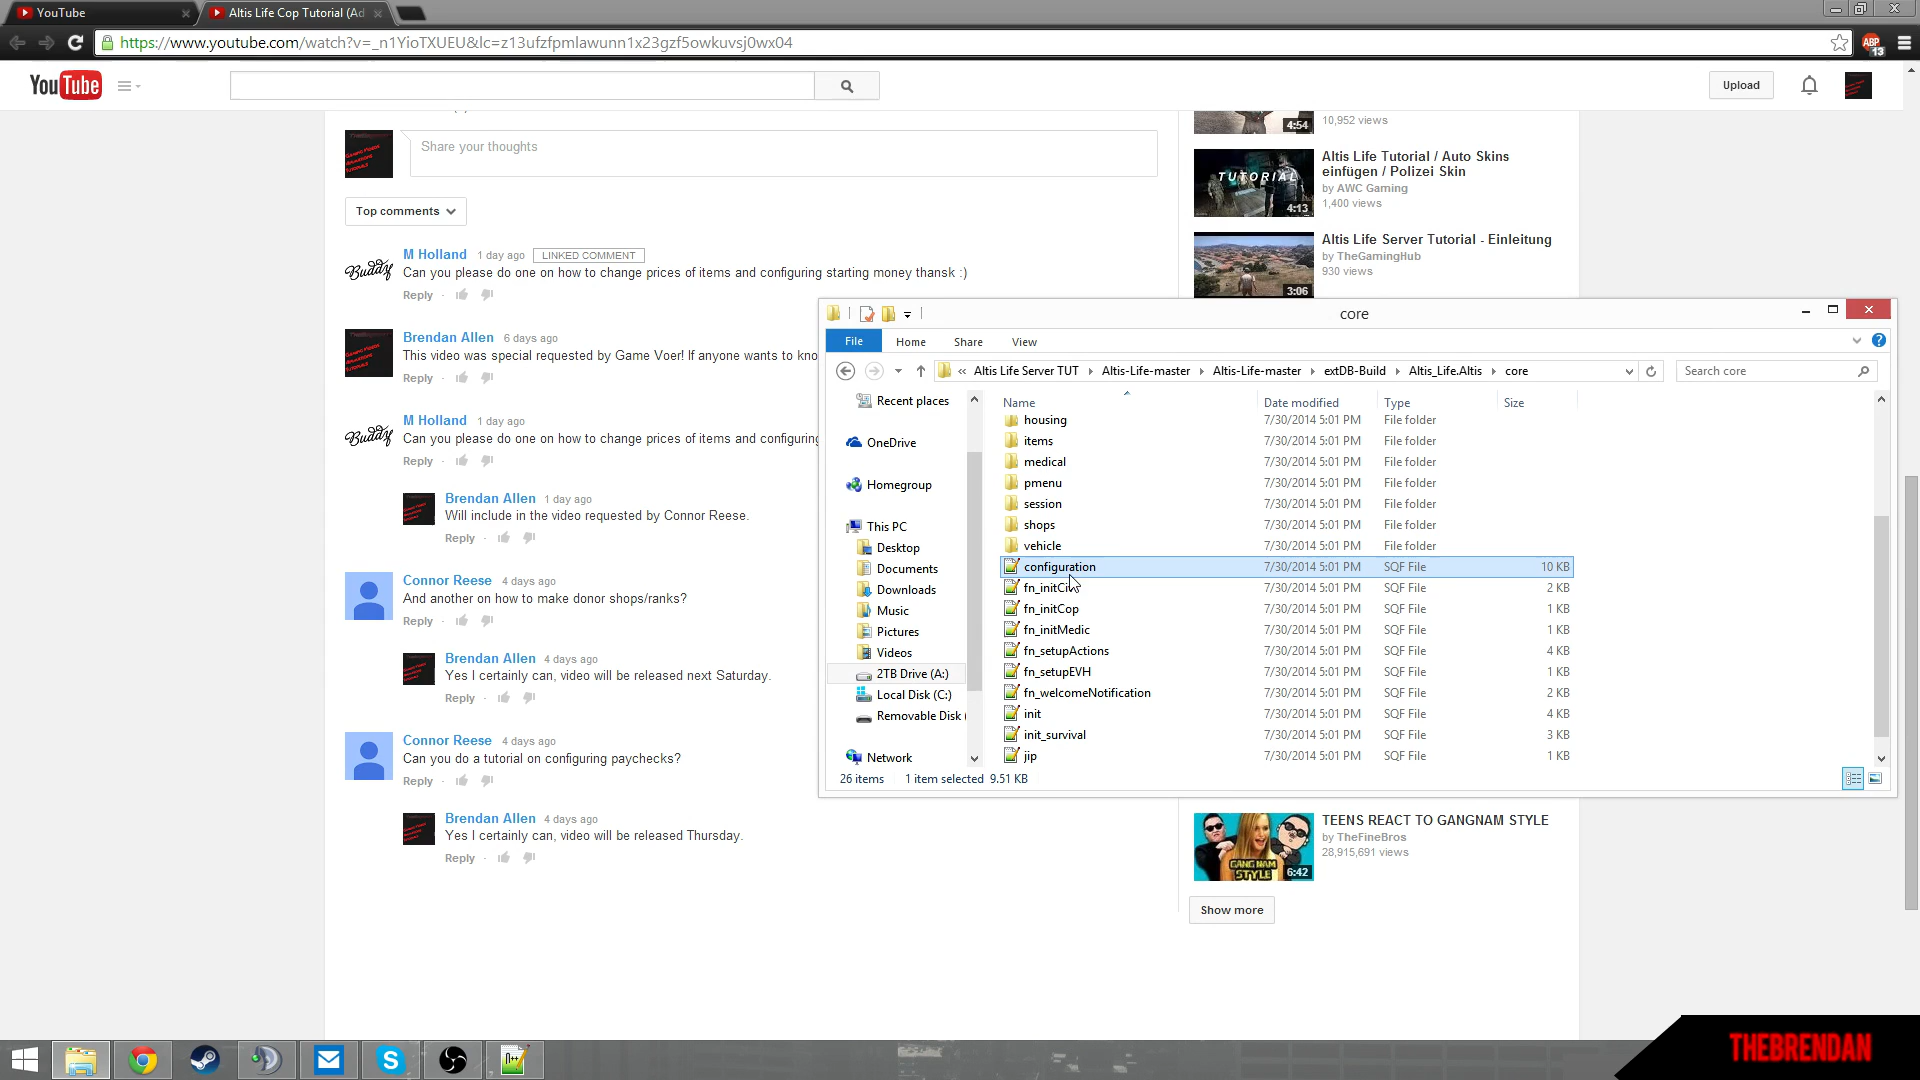 YouTube
Altis Life Cop Tutorial (Ad
https://www.youtube.com/watch?v=_n1YioTXUEU&lc=z13ufzfpmlawunn1x23gzf5owkuvsj0wx04
ABP
13
YouTube
Upload
Share your thoughts
Top comments
M Holland 1 day ago LINKED COMMENT
Can you please do one on how to change prices of items and configuring starting money thansk :)
Reply ·
Brendan Allen 6 days ago
This video was special requested by Game Voer! If anyone wants to kno
Reply ·
M Holland 1 day ago
Can you please do one on how to change prices of items and configuring
Reply ·
Brendan Allen 1 day ago
Will include in the video requested by Connor Reese.
Reply ·
Connor Reese 4 days ago
And another on how to make donor shops/ranks?
Reply ·
Brendan Allen 4 days ago
Yes I certainly can, video will be released next Saturday.
Reply ·
Connor Reese 4 days ago
Can you do a tutorial on configuring paychecks?
Reply ·
Brendan Allen 4 days ago
Yes I certainly can, video will be released Thursday.
Reply ·
Buddy
Buddy
4:54
10,952 views
TUTORIAL
4:13
Altis Life Tutorial / Auto Skins
einfügen / Polizei Skin
by AWC Gaming
1,400 views
3:06
Altis Life Server Tutorial - Einleitung
by TheGamingHub
930 views
core
File Home Share View
« Altis Life Server TUT Altis-Life-master Altis-Life-master extDB-Build Altis_Life.Altis core
Search core
Recent places
OneDrive
Homegroup
This PC
Desktop
Documents
Downloads
Music
Pictures
Videos
2TB Drive (A:)
Local Disk (C:)
Removable Disk (
Network
Name Date modified Type Size
housing 7/30/2014 5:01 PM File folder
items 7/30/2014 5:01 PM File folder
medical 7/30/2014 5:01 PM File folder
pmenu 7/30/2014 5:01 PM File folder
session 7/30/2014 5:01 PM File folder
shops 7/30/2014 5:01 PM File folder
vehicle 7/30/2014 5:01 PM File folder
configuration 7/30/2014 5:01 PM SQF File 10 KB
fn_initCiv 7/30/2014 5:01 PM SQF File 2 KB
fn_initCop 7/30/2014 5:01 PM SQF File 1 KB
fn_initMedic 7/30/2014 5:01 PM SQF File 1 KB
fn_setupActions 7/30/2014 5:01 PM SQF File 4 KB
fn_setupEVH 7/30/2014 5:01 PM SQF File 1 KB
fn_welcomeNotification 7/30/2014 5:01 PM SQF File 2 KB
init 7/30/2014 5:01 PM SQF File 4 KB
init_survival 7/30/2014 5:01 PM SQF File 3 KB
jip 7/30/2014 5:01 PM SQF File 1 KB
26 items 1 item selected 9.51 KB
GANGNAM
STYLE
6:42
TEENS REACT TO GANGNAM STYLE
by TheFineBros
28,915,691 views
Show more
THEBRENDAN